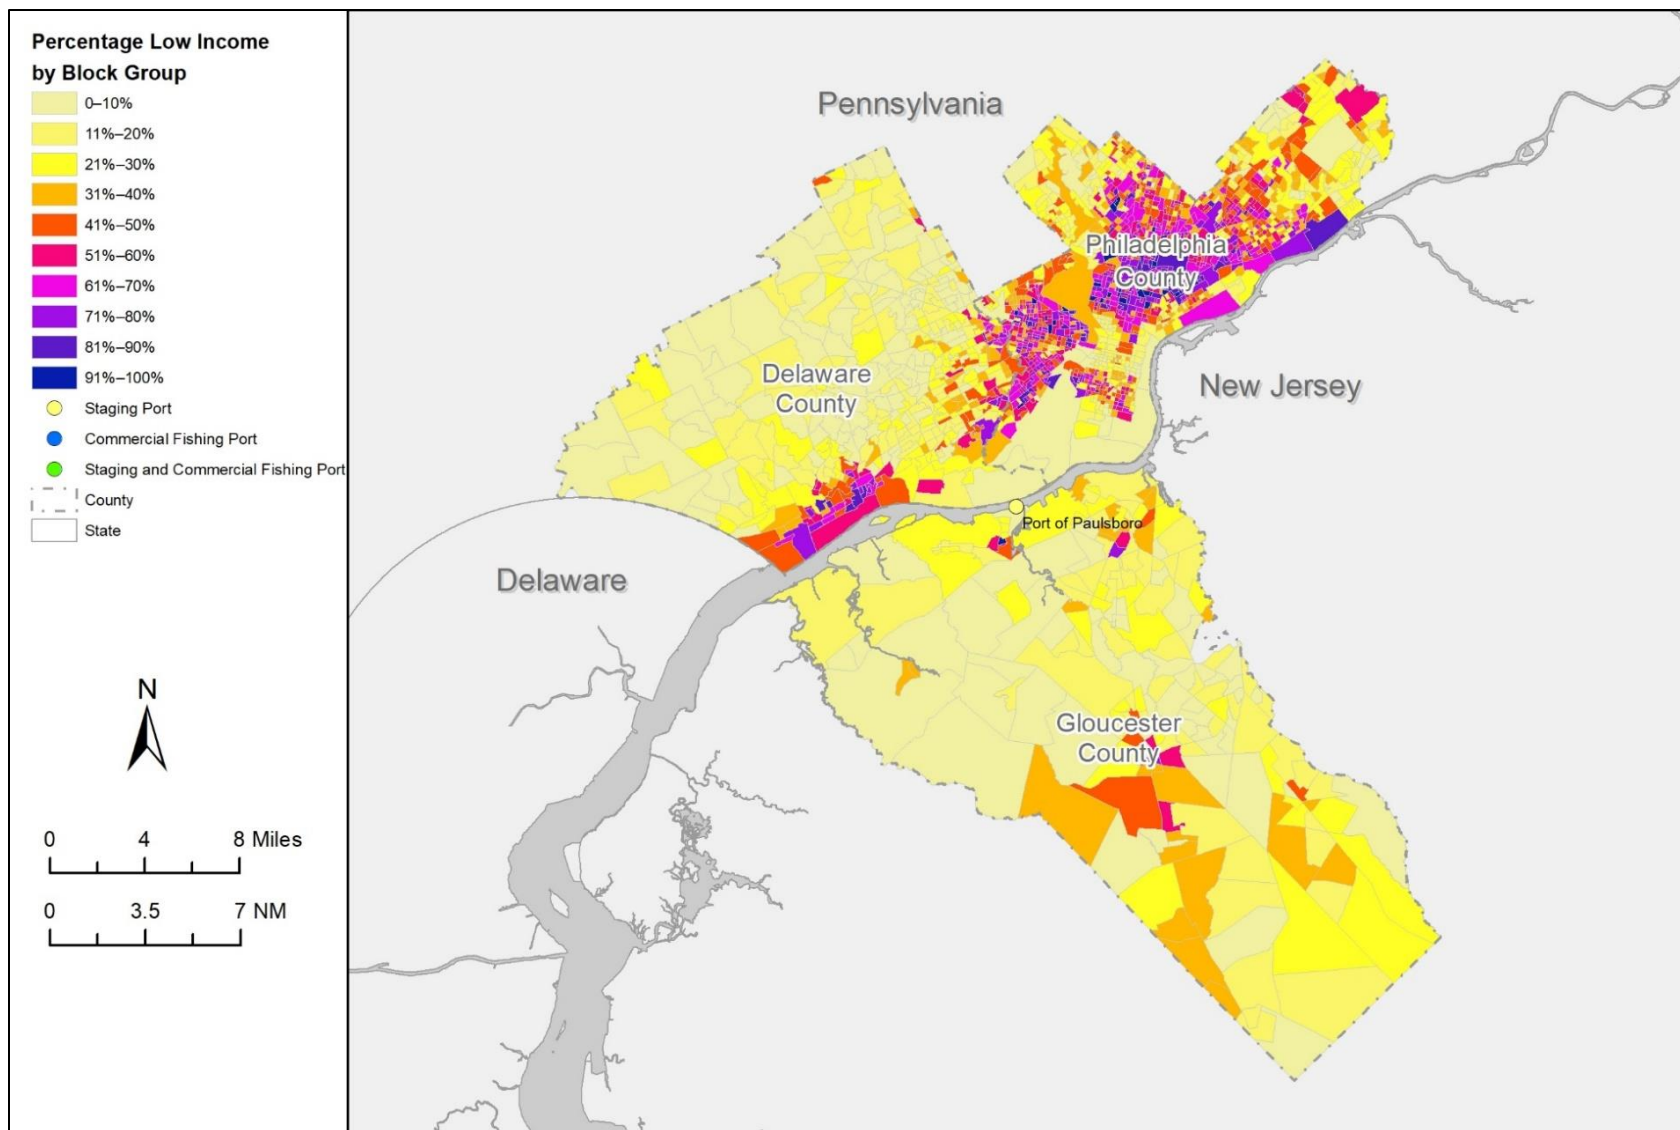 Percentage Low Income
by Block Group
0–10%
11%–20%
21%–30%
31%–40%
41%–50%
51%–60%
61%–70%
71%–80%
81%–90%
91%–100%
Staging Port
Commercial Fishing Port
Staging and Commercial Fishing Port
County
State
N
0 4 8 Miles
0 3.5 7 NM
Pennsylvania
Philadelphia
County
Delaware
County
New Jersey
Port of Paulsboro
Delaware
Gloucester
County